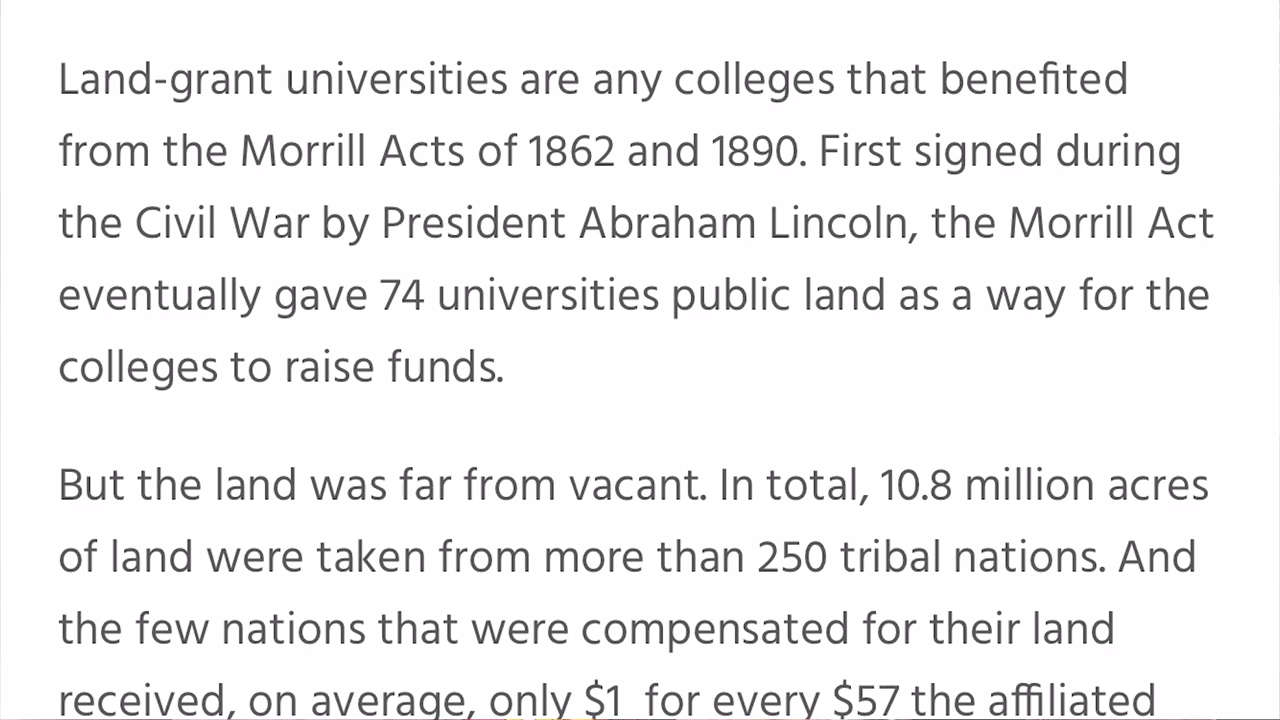 Land-grant universities are any colleges that benefited
from the Morrill Acts of 1862 and 1890. First signed during
the Civil War by President Abraham Lincoln, the Morrill Act
eventually gave 74 universities public land as a way for the
colleges to raise funds.
But the land was far from vacant. In total, 10.8 million acres
of land were taken from more than 250 tribal nations. And
the few nations that were compensated for their land
received, on average, only $1 for every $57 the affiliated